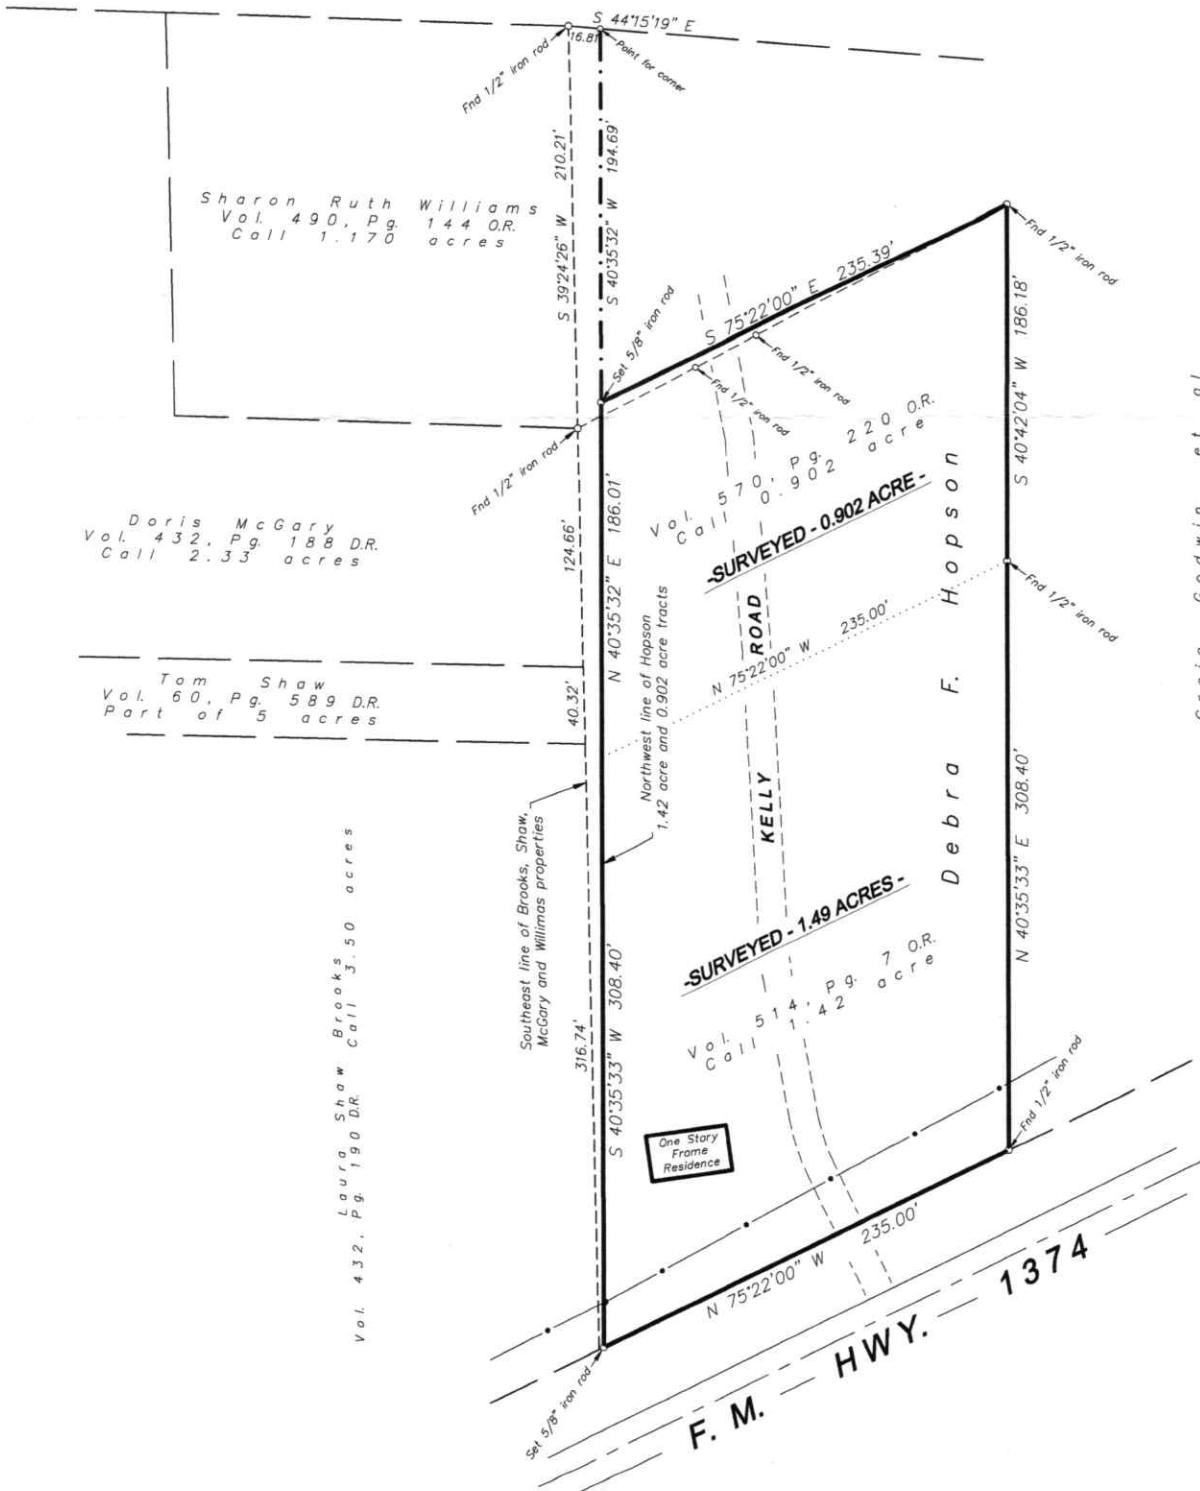 S 44°15'19" E
16.81'
Fnd 1/2" iron rod
Point for corner
S 39°24'26" W 210.21'
S 40°35'32" W 194.69'
Sharon Ruth Williams
Vol. 490, Pg. 144 O.R.
Call 1.170 acres
Fnd 1/2" iron rod
S 75°22'00" E 235.39'
Set 5/8" iron rod
Fnd 1/2" iron rod
Fnd 1/2" iron rod
Fnd 1/2" iron rod
S 40°42'04" W 186.18'
Vol. 570, Pg. 220 O.R.
Call 0.902 acre
-SURVEYED - 0.902 ACRE -
Doris McGary
Vol. 432, Pg. 188 D.R.
Call 2.33 acres
124.66'
N 40°35'32" E 186.01'
Fnd 1/2" iron rod
N 75°22'00" W 235.00'
Tom Shaw
Vol. 60, Pg. 589 D.R.
Part of 5 acres
40.32'
Northwest line of Hopson
1.42 acre and 0.902 acre tracts
KELLY ROAD
Debra F. Hopson
Godwin et al
Southeast line of Brooks, Shaw,
McGary and Willimas properties
N 40°35'33" E 308.40'
-SURVEYED - 1.49 ACRES -
Vol. 514, Pg. 7 O.R.
Call 1.42 acre
Laura Shaw Brooks
Vol. 432, Pg. 190 D.R. Call 3.50 acres
316.74'
S 40°35'33" W 308.40'
One Story
Frame
Residence
Fnd 1/2" iron rod
N 75°22'00" W 235.00'
Set 5/8" iron rod
F. M. HWY. 1374